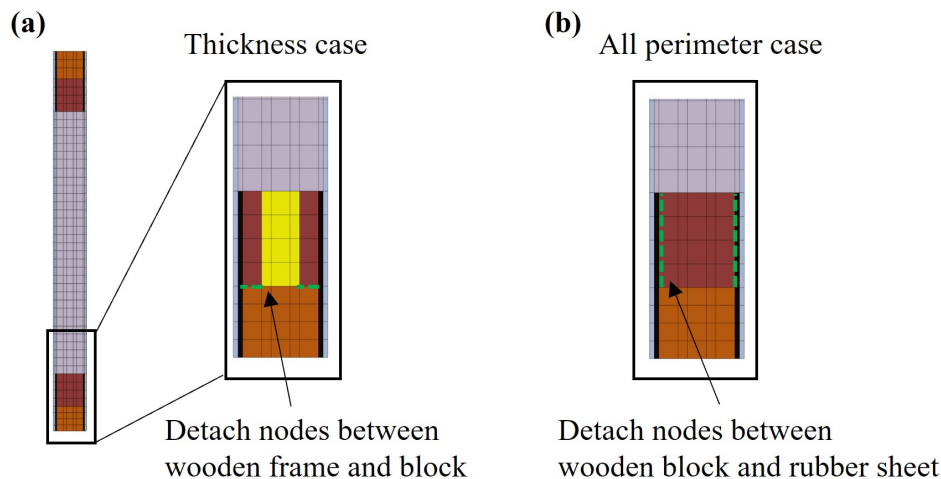 (a)
Thickness case
Detach nodes between
wooden frame and block
(b)
All perimeter case
Detach nodes between
wooden block and rubber sheet